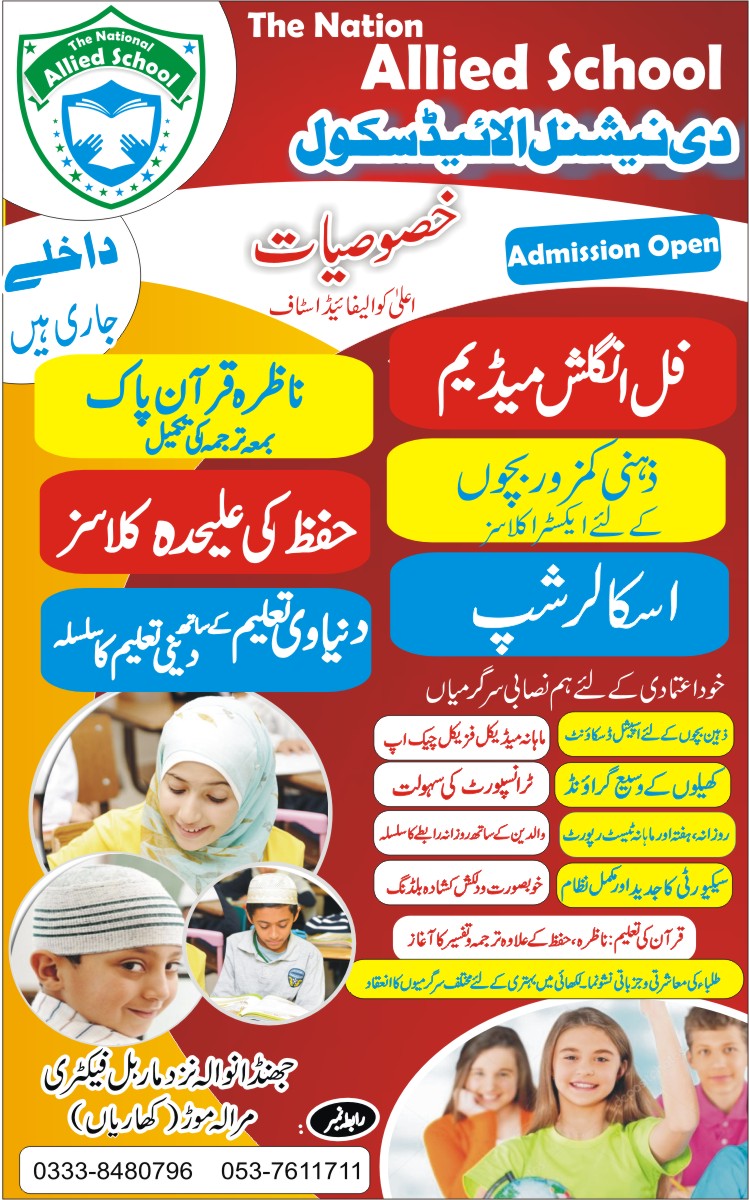 The National
Allied School
The Nation
Allied School
دی نیشنل الائیڈ سکول
داخلے
جاری ہیں
خصوصیات
Admission Open
اعلیٰ کوالیفائیڈ اسٹاف
فل انگلش میڈیم
ناظرہ قرآن پاک
بمعہ ترجمہ کی تکمیل
ذہنی کمزور بچوں
کے لئے ایکسٹرا کلاسز
حفظ کی علیحدہ کلاسز
اسکالرشپ
دنیاوی تعلیم کے ساتھ دینی تعلیم کا سلسلہ
خود اعتمادی کے لئے ہم نصابی سرگرمیاں
ذہین بچوں کے لئے اسپیشل ڈسکاؤنٹ
ماہانہ میڈیکل فزیکل چیک اپ
کھیلوں کے وسیع گراؤنڈ
ٹرانسپورٹ کی سہولت
روزانہ، ہفتہ اور ماہانہ ٹیسٹ رپورٹ
والدین کے ساتھ روزانہ رابطے کا سلسلہ
سیکیورٹی کا جدید اور مکمل نظام
خوبصورت و دلکش کشادہ بلڈنگ
قرآن کی تعلیم: ناظرہ، حفظ کے علاوہ ترجمہ و تفسیر کا آغاز
طلباء کی معاشرتی و جزباتی نشوونما۔ لکھائی میں بہتری کے لئے مختلف سرگرمیوں کا انعقاد
جھنڈانوالہ نزد ماربل فیکٹری
مرالہ موڑ (کھاریاں)
رابطہ نمبر :
0333-8480796 053-7611711